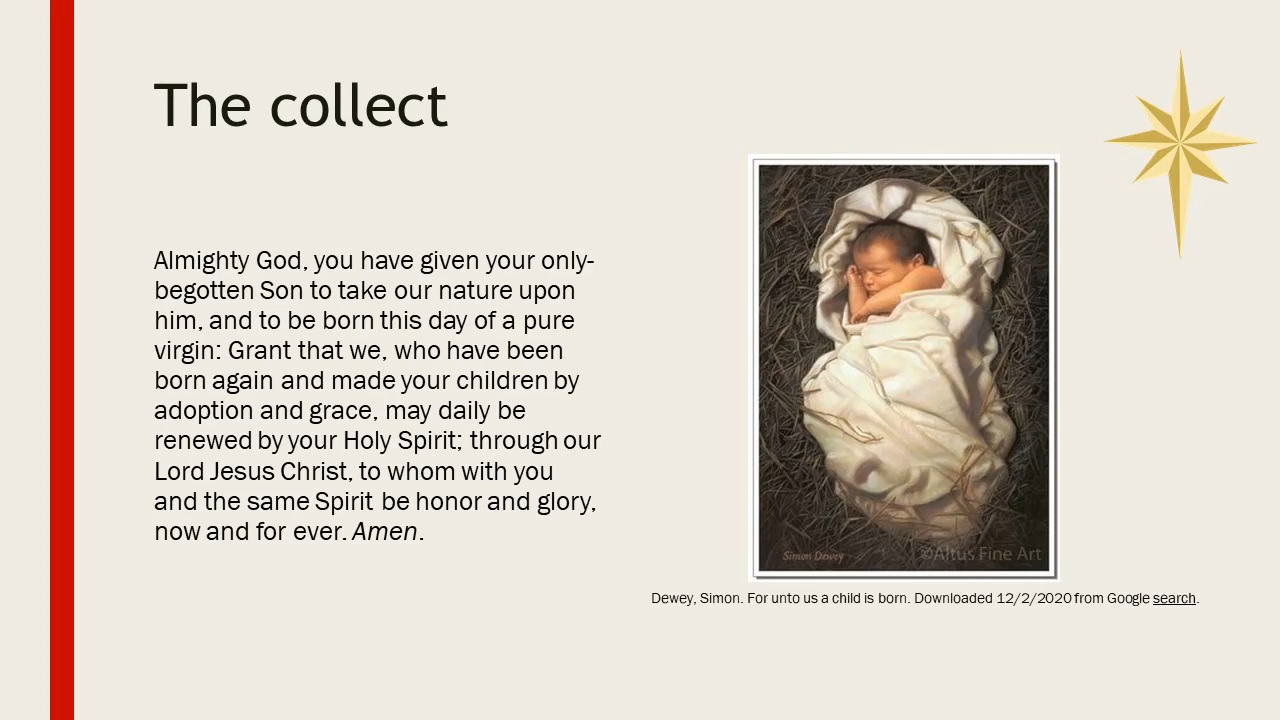 The collect
Almighty God, you have given your only-
begotten Son to take our nature upon
him, and to be born this day of a pure
virgin: Grant that we, who have been
born again and made your children by
adoption and grace, may daily be
renewed by your Holy Spirit; through our
Lord Jesus Christ, to whom with you
and the same Spirit be honor and glory,
now and for ever. Amen.
Simon Dewey
©Altus Fine Art
Dewey, Simon. For unto us a child is born. Downloaded 12/2/2020 from Google search.